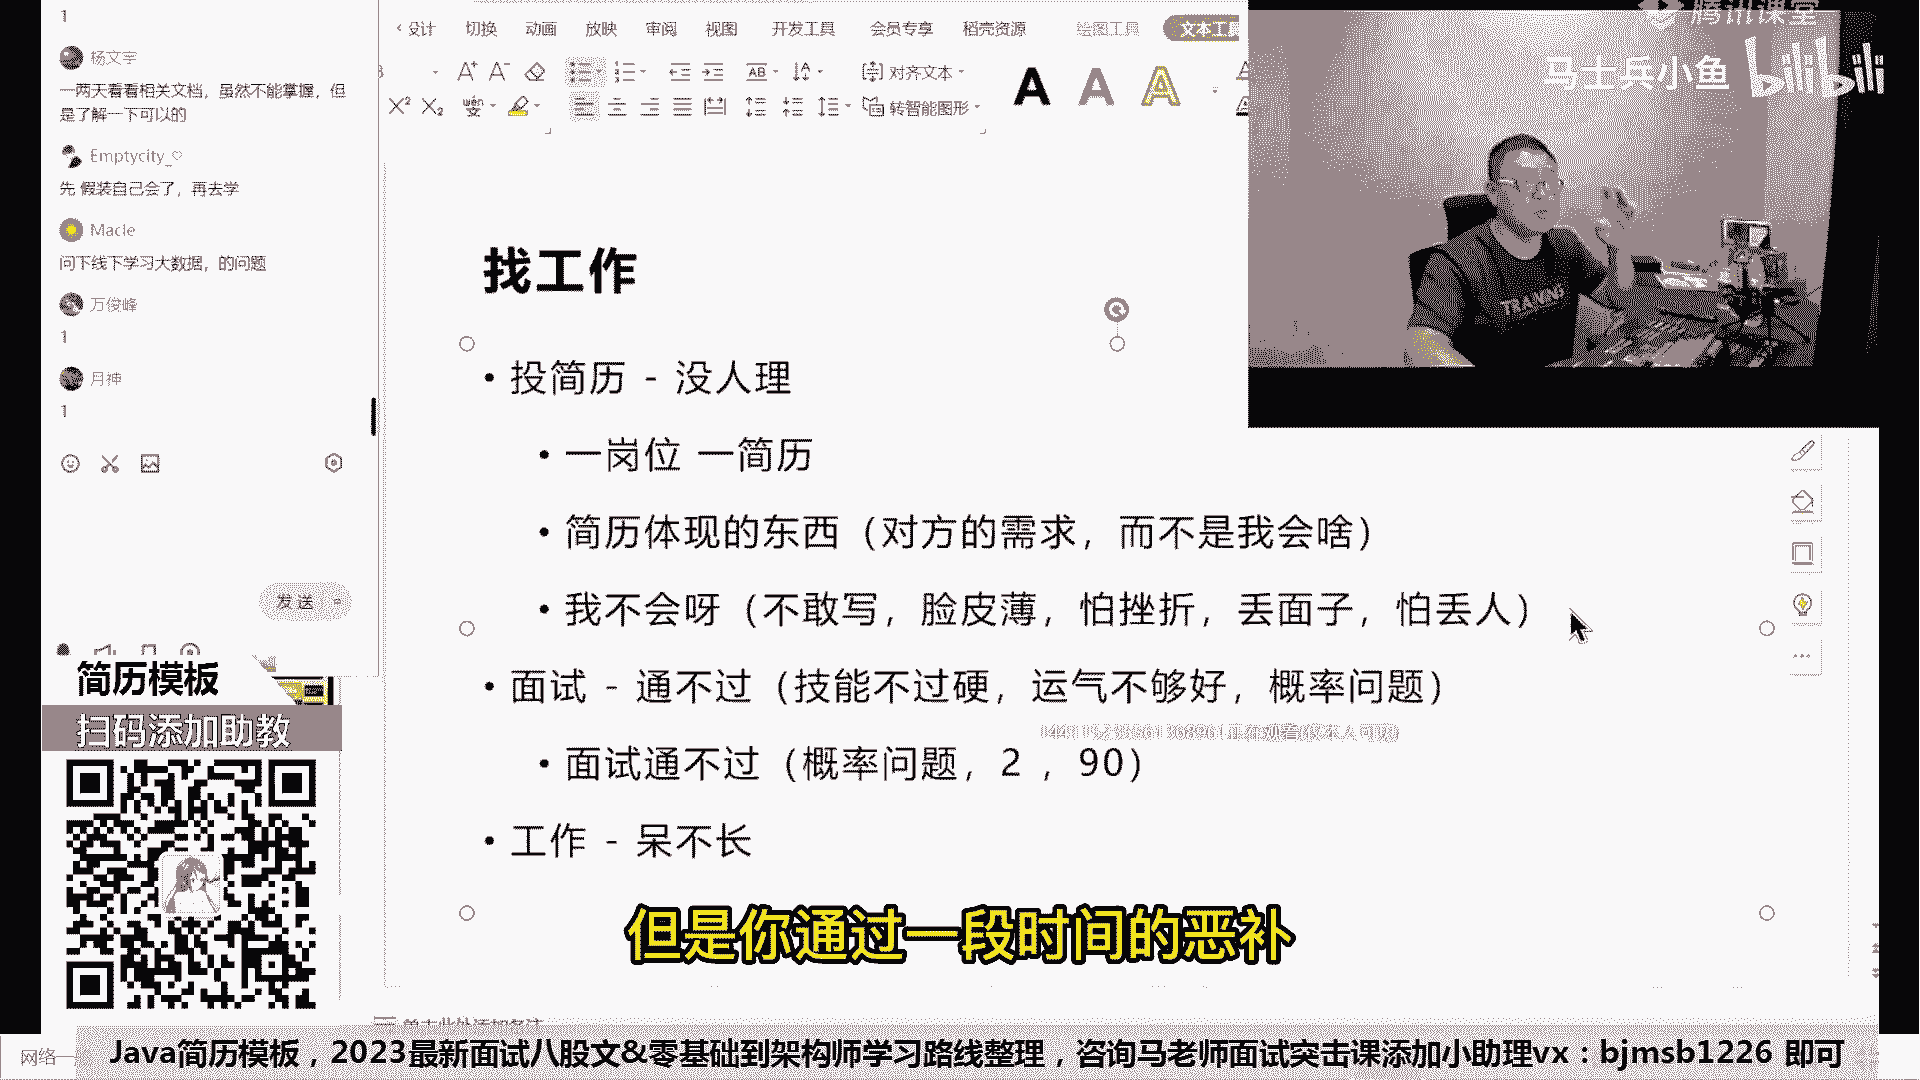 1
杨文宇
一两天看看相关文档，虽然不能掌握，但
是了解一下可以的
Emptycity_♡
先 假装自己会了，再去学
Macle
问下线下学习大数据，的问题
万俊峰
1
月神
1
发送
简历模板
扫码添加助教
设计 切换 动画 放映 审阅 视图 开发工具 会员专享 稻壳资源 绘图工具 文本工具
对齐文本
转智能图形
腾讯课堂
马士兵小鱼 bilibili
TRAINING
找工作
• 投简历 - 没人理
• 一岗位 一简历
• 简历体现的东西（对方的需求，而不是我会啥）
• 我不会呀（不敢写，脸皮薄，怕挫折，丢面子，怕丢人）
• 面试 - 通不过（技能不过硬，运气不够好，概率问题）
• 面试通不过（概率问题，2 ，90）
• 工作 - 呆不长
但是你通过一段时间的恶补
单击此处添加备注
网络一
Java简历模板，2023最新面试八股文&零基础到架构师学习路线整理，咨询马老师面试突击课添加小助理vx：bjmsb1226 即可